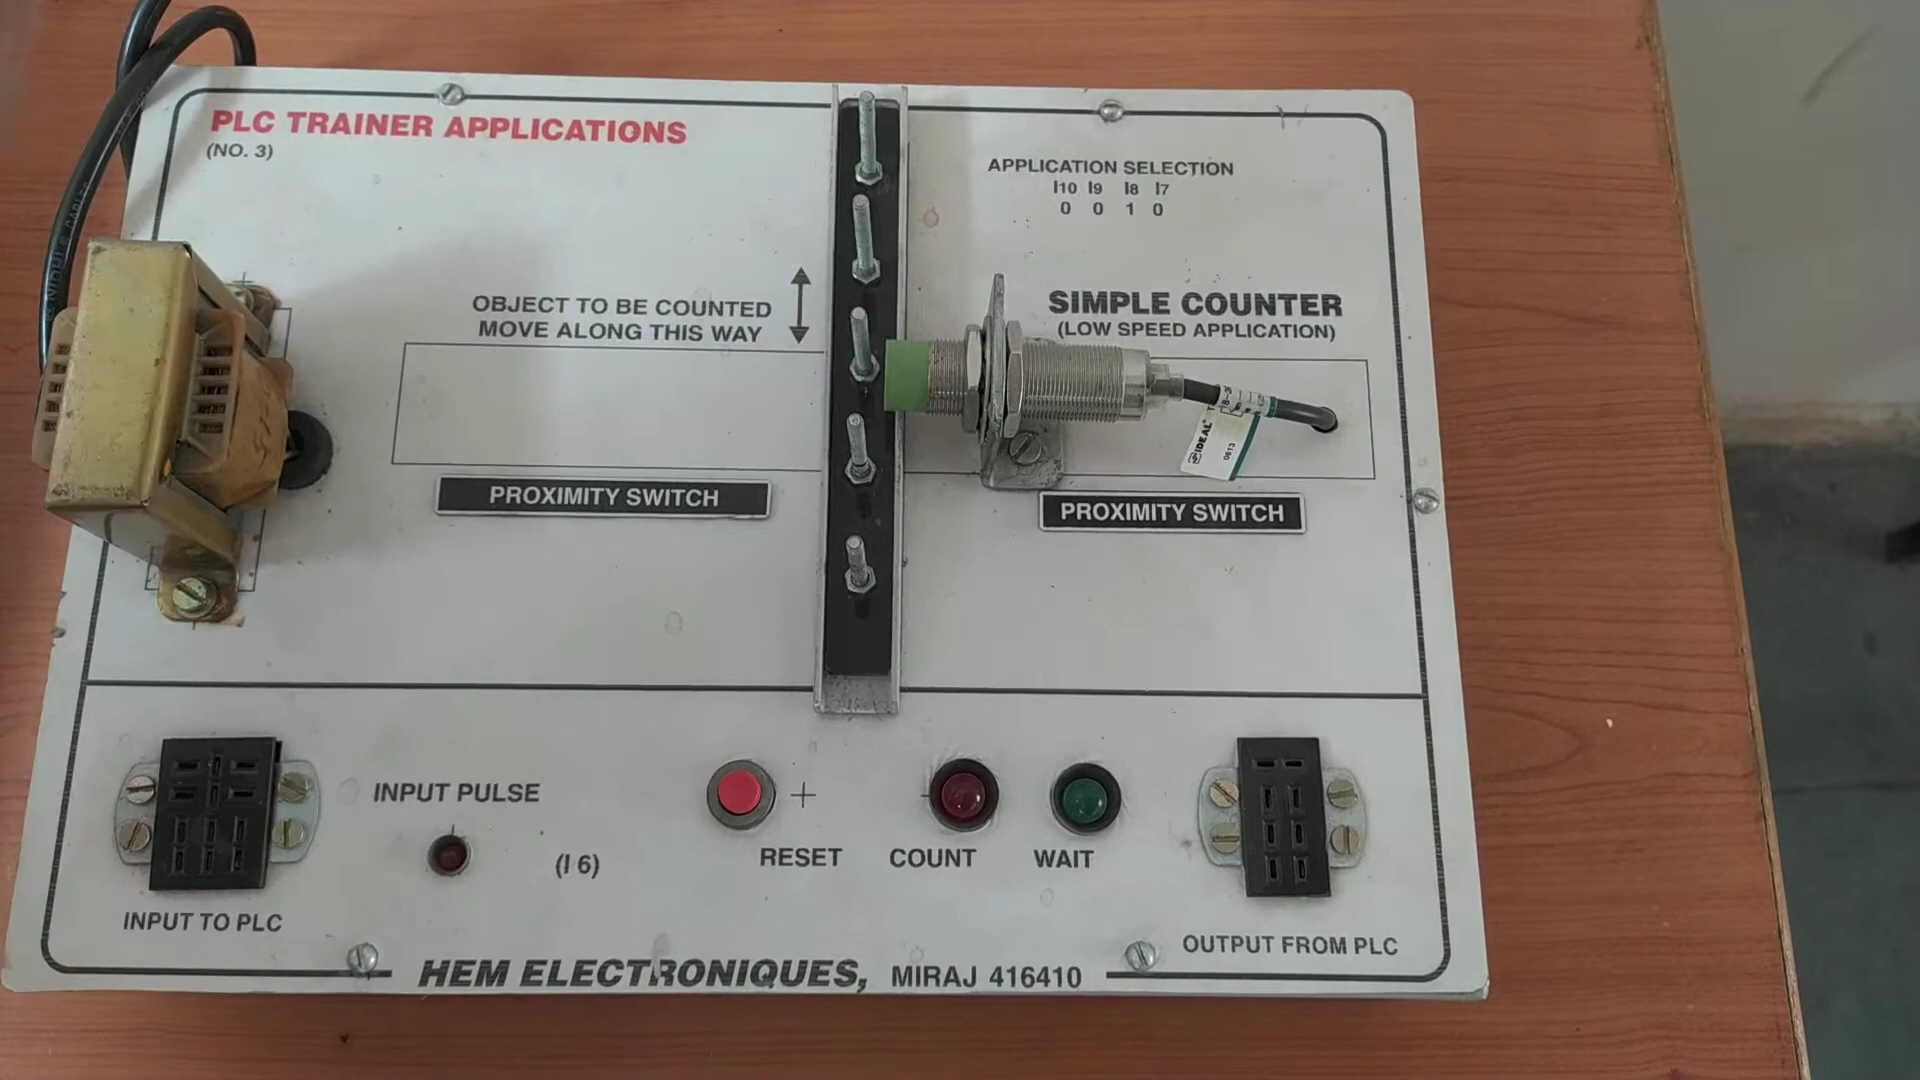 PLC TRAINER APPLICATIONS
(NO. 3)
APPLICATION SELECTION
I10 I9 I8 I7
0 0 1 0
OBJECT TO BE COUNTED
MOVE ALONG THIS WAY
SIMPLE COUNTER
(LOW SPEED APPLICATION)
IDEAL
0613
PROXIMITY SWITCH
PROXIMITY SWITCH
INPUT PULSE
(I 6)
RESET
COUNT
WAIT
INPUT TO PLC
OUTPUT FROM PLC
HEM ELECTRONIQUES, MIRAJ 416410